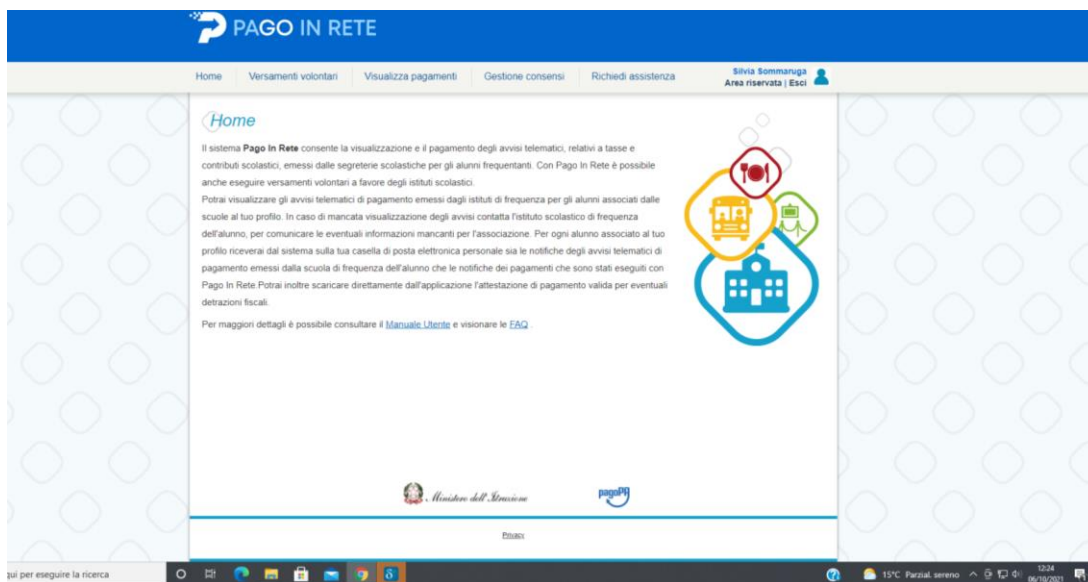 PAGO IN RETE
Home Versamenti volontari Visualizza pagamenti Gestione consensi Richiedi assistenza
Silvia Sommaruga
Area riservata | Esci
Home
Il sistema Pago In Rete consente la visualizzazione e il pagamento degli avvisi telematici, relativi a tasse e
contributi scolastici, emessi dalle segreterie scolastiche per gli alunni frequentanti. Con Pago In Rete è possibile
anche eseguire versamenti volontari a favore degli istituti scolastici.
Potrai visualizzare gli avvisi telematici di pagamento emessi dagli istituti di frequenza per gli alunni associati dalle
scuole al tuo profilo. In caso di mancata visualizzazione degli avvisi contatta l'istituto scolastico di frequenza
dell'alunno, per comunicare le eventuali informazioni mancanti per l'associazione. Per ogni alunno associato al tuo
profilo riceverai dal sistema sulla tua casella di posta elettronica personale sia le notifiche degli avvisi telematici di
pagamento emessi dalla scuola di frequenza dell'alunno che le notifiche dei pagamenti che sono stati eseguiti con
Pago In Rete.Potrai inoltre scaricare direttamente dall'applicazione l'attestazione di pagamento valida per eventuali
detrazioni fiscali.
Per maggiori dettagli è possibile consultare il Manuale Utente e visionare le FAQ .
Ministero dell'Istruzione
pagoPA
Privacy
qui per eseguire la ricerca
15°C Parzial. sereno
12:24
06/10/2021